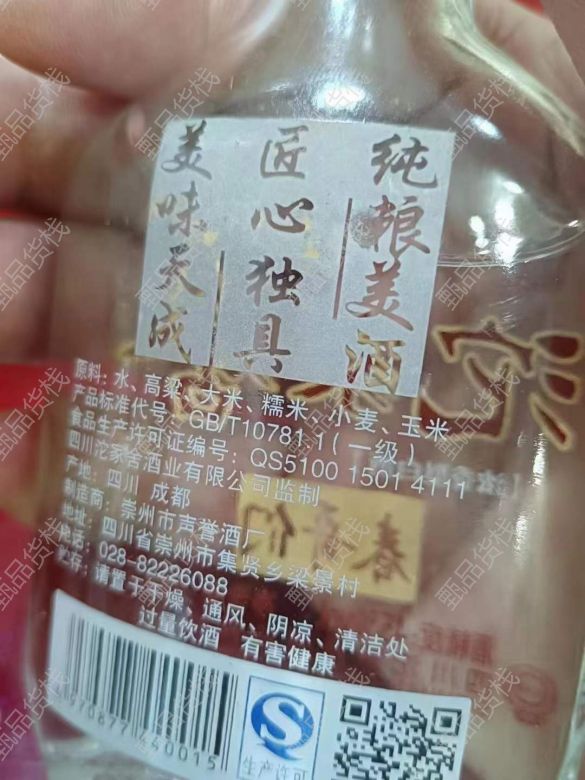 纯粮美酒
匠心独具
美味天成
原料：水、高粱、大米、糯米、小麦、玉米
产品标准代号：GB/T10781.1(一级)
食品生产许可证编号：QS5100 1501 4111
四川沱家舍酒业有限公司监制
产地：四川 成都
制造商：崇州市声誉酒厂
地址：四川省崇州市集贤乡梁景村
电话：028-82226088
贮存：请置于干燥、通风、阴凉、清洁处
过量饮酒 有害健康
生产许可
甄品货栈